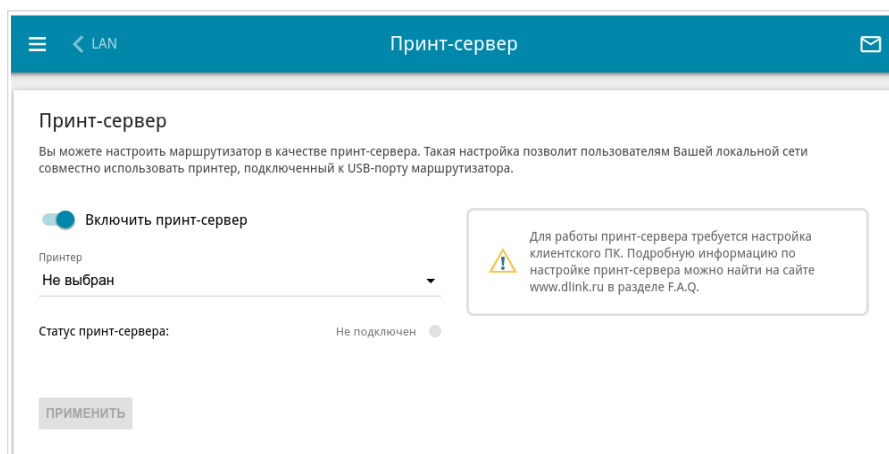 LAN
Принт-сервер
Принт-сервер
Вы можете настроить маршрутизатор в качестве принт-сервера. Такая настройка позволит пользователям Вашей локальной сети
совместно использовать принтер, подключенный к USB-порту маршрутизатора.
Включить принт-сервер
Принтер
Не выбран
Статус принт-сервера:
Не подключен
Для работы принт-сервера требуется настройка
клиентского ПК. Подробную информацию по
настройке принт-сервера можно найти на сайте
www.dlink.ru в разделе F.A.Q.
ПРИМЕНИТЬ